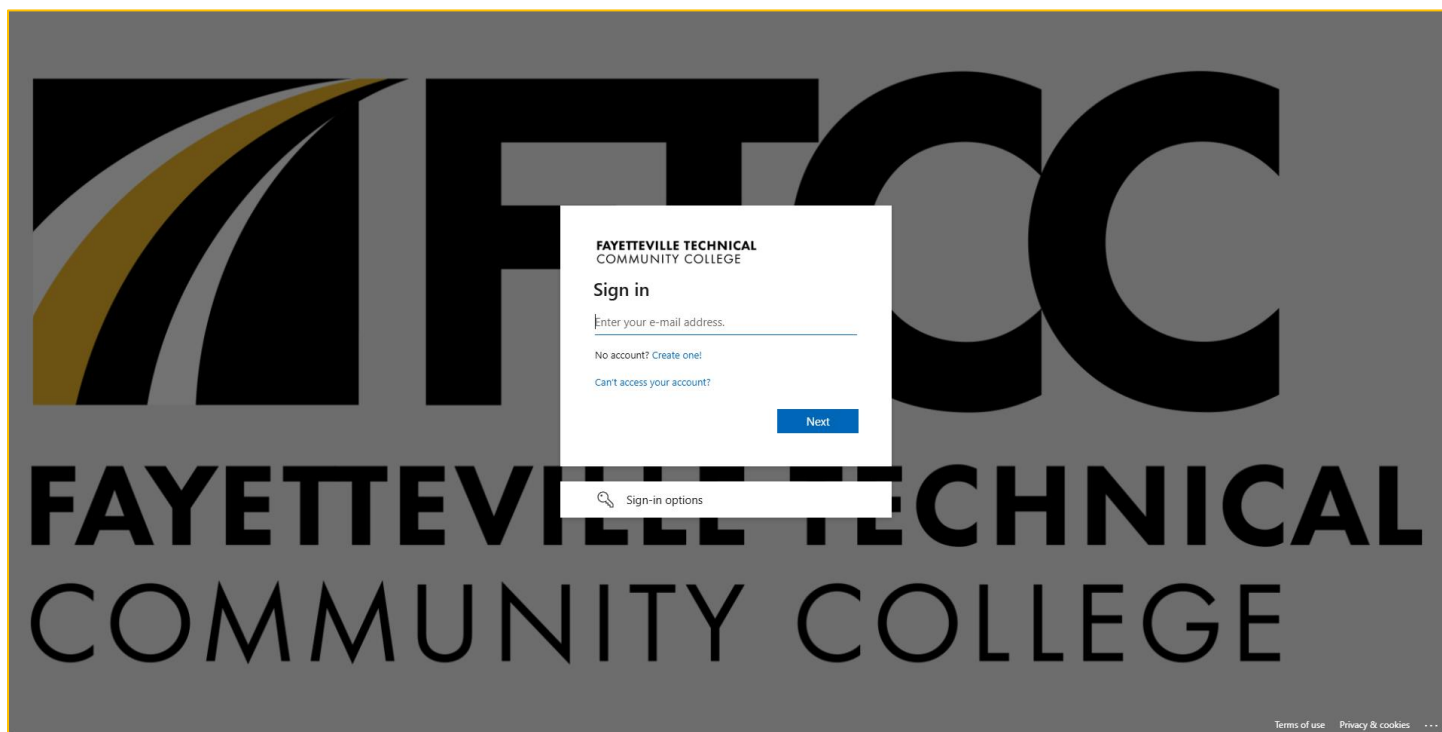 FTCC
FAYETTEVILLE TECHNICAL
COMMUNITY COLLEGE
Sign in
Enter your e-mail address.
No account? Create one!
Can't access your account?
Next
Sign-in options
FAYETTEVILLE TECHNICAL
COMMUNITY COLLEGE
Terms of use Privacy & cookies ...